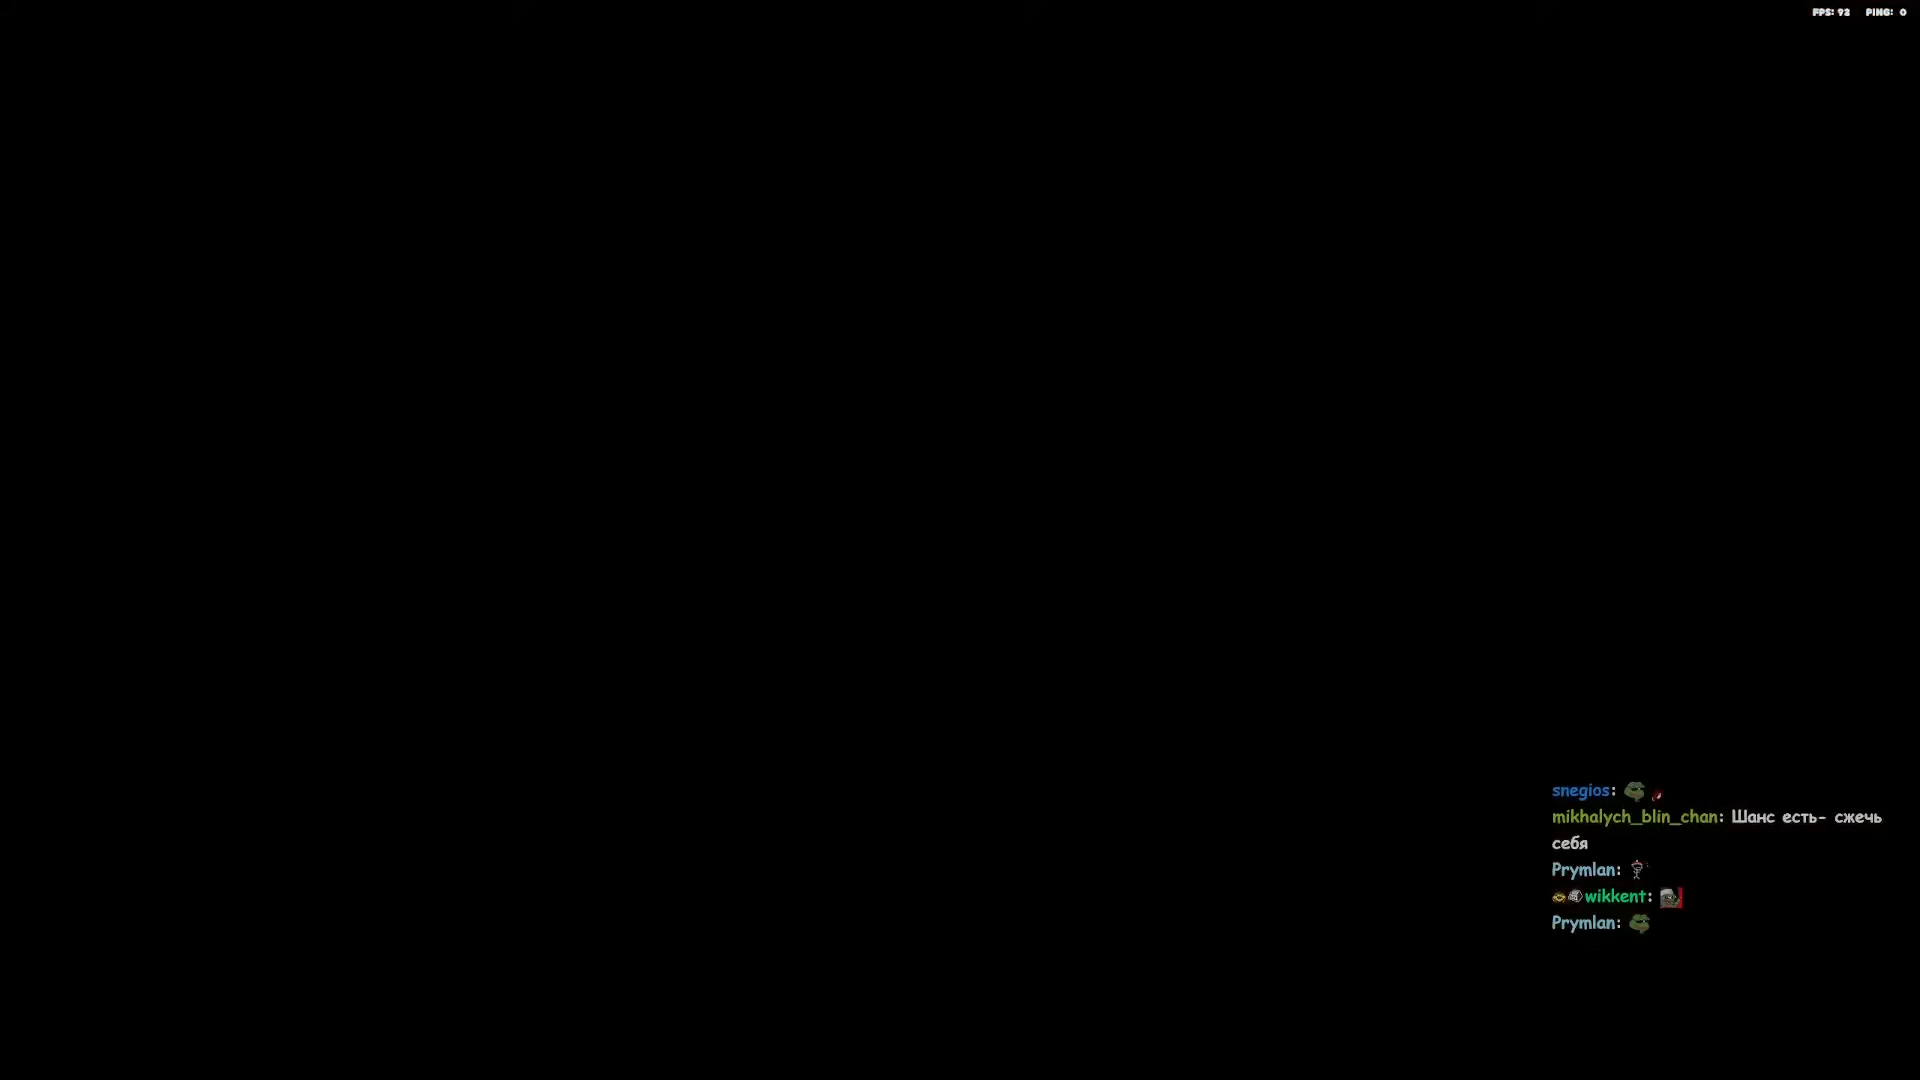 FPS: 92 PING: 0
snegios:
mikhalych_blin_chan: Шанс есть- сжечь
себя
Prymlan:
wikkent:
Prymlan: